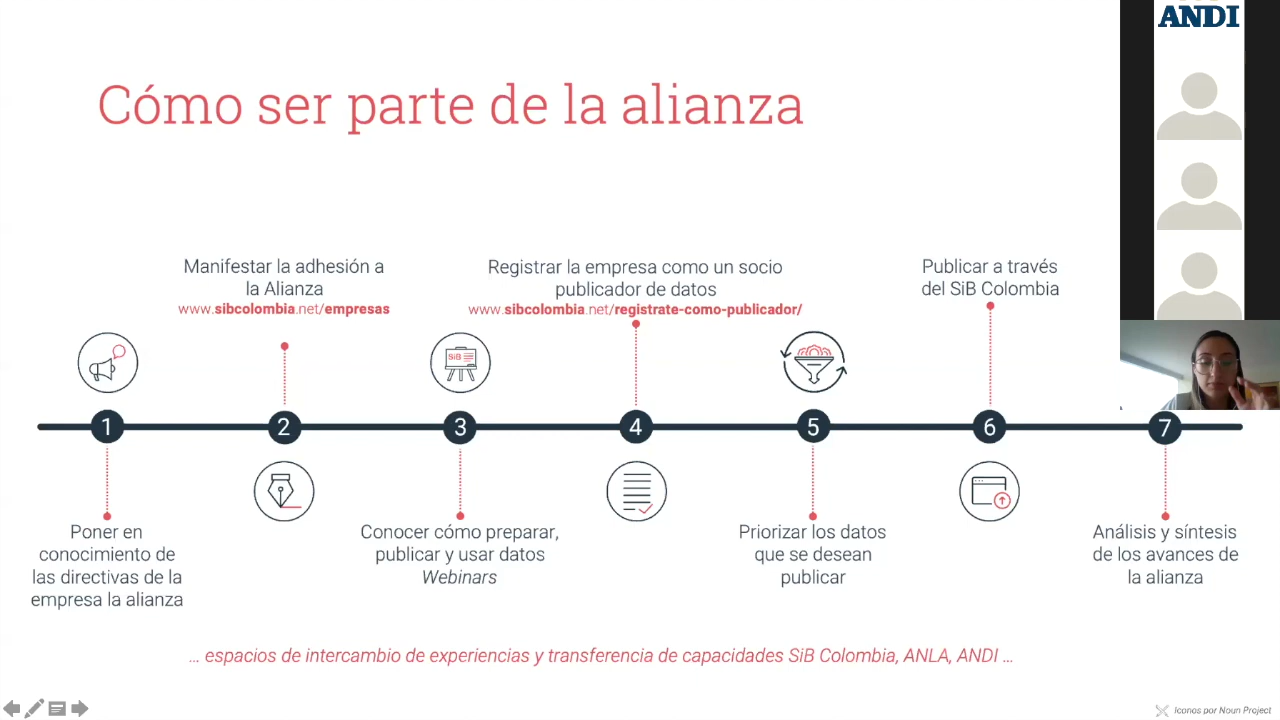 ANDI
Cómo ser parte de la alianza
Manifestar la adhesión a
la Alianza
www.sibcolombia.net/empresas
Registrar la empresa como un socio
publicador de datos
www.sibcolombia.net/registrate-como-publicador/
Publicar a través
del SiB Colombia
SiB
1
2
3
4
5
6
7
Poner en
conocimiento de
las directivas de la
empresa la alianza
Conocer cómo preparar,
publicar y usar datos
Webinars
Priorizar los datos
que se desean
publicar
Análisis y síntesis
de los avances de
la alianza
... espacios de intercambio de experiencias y transferencia de capacidades SiB Colombia, ANLA, ANDI ...
Iconos por Noun Project